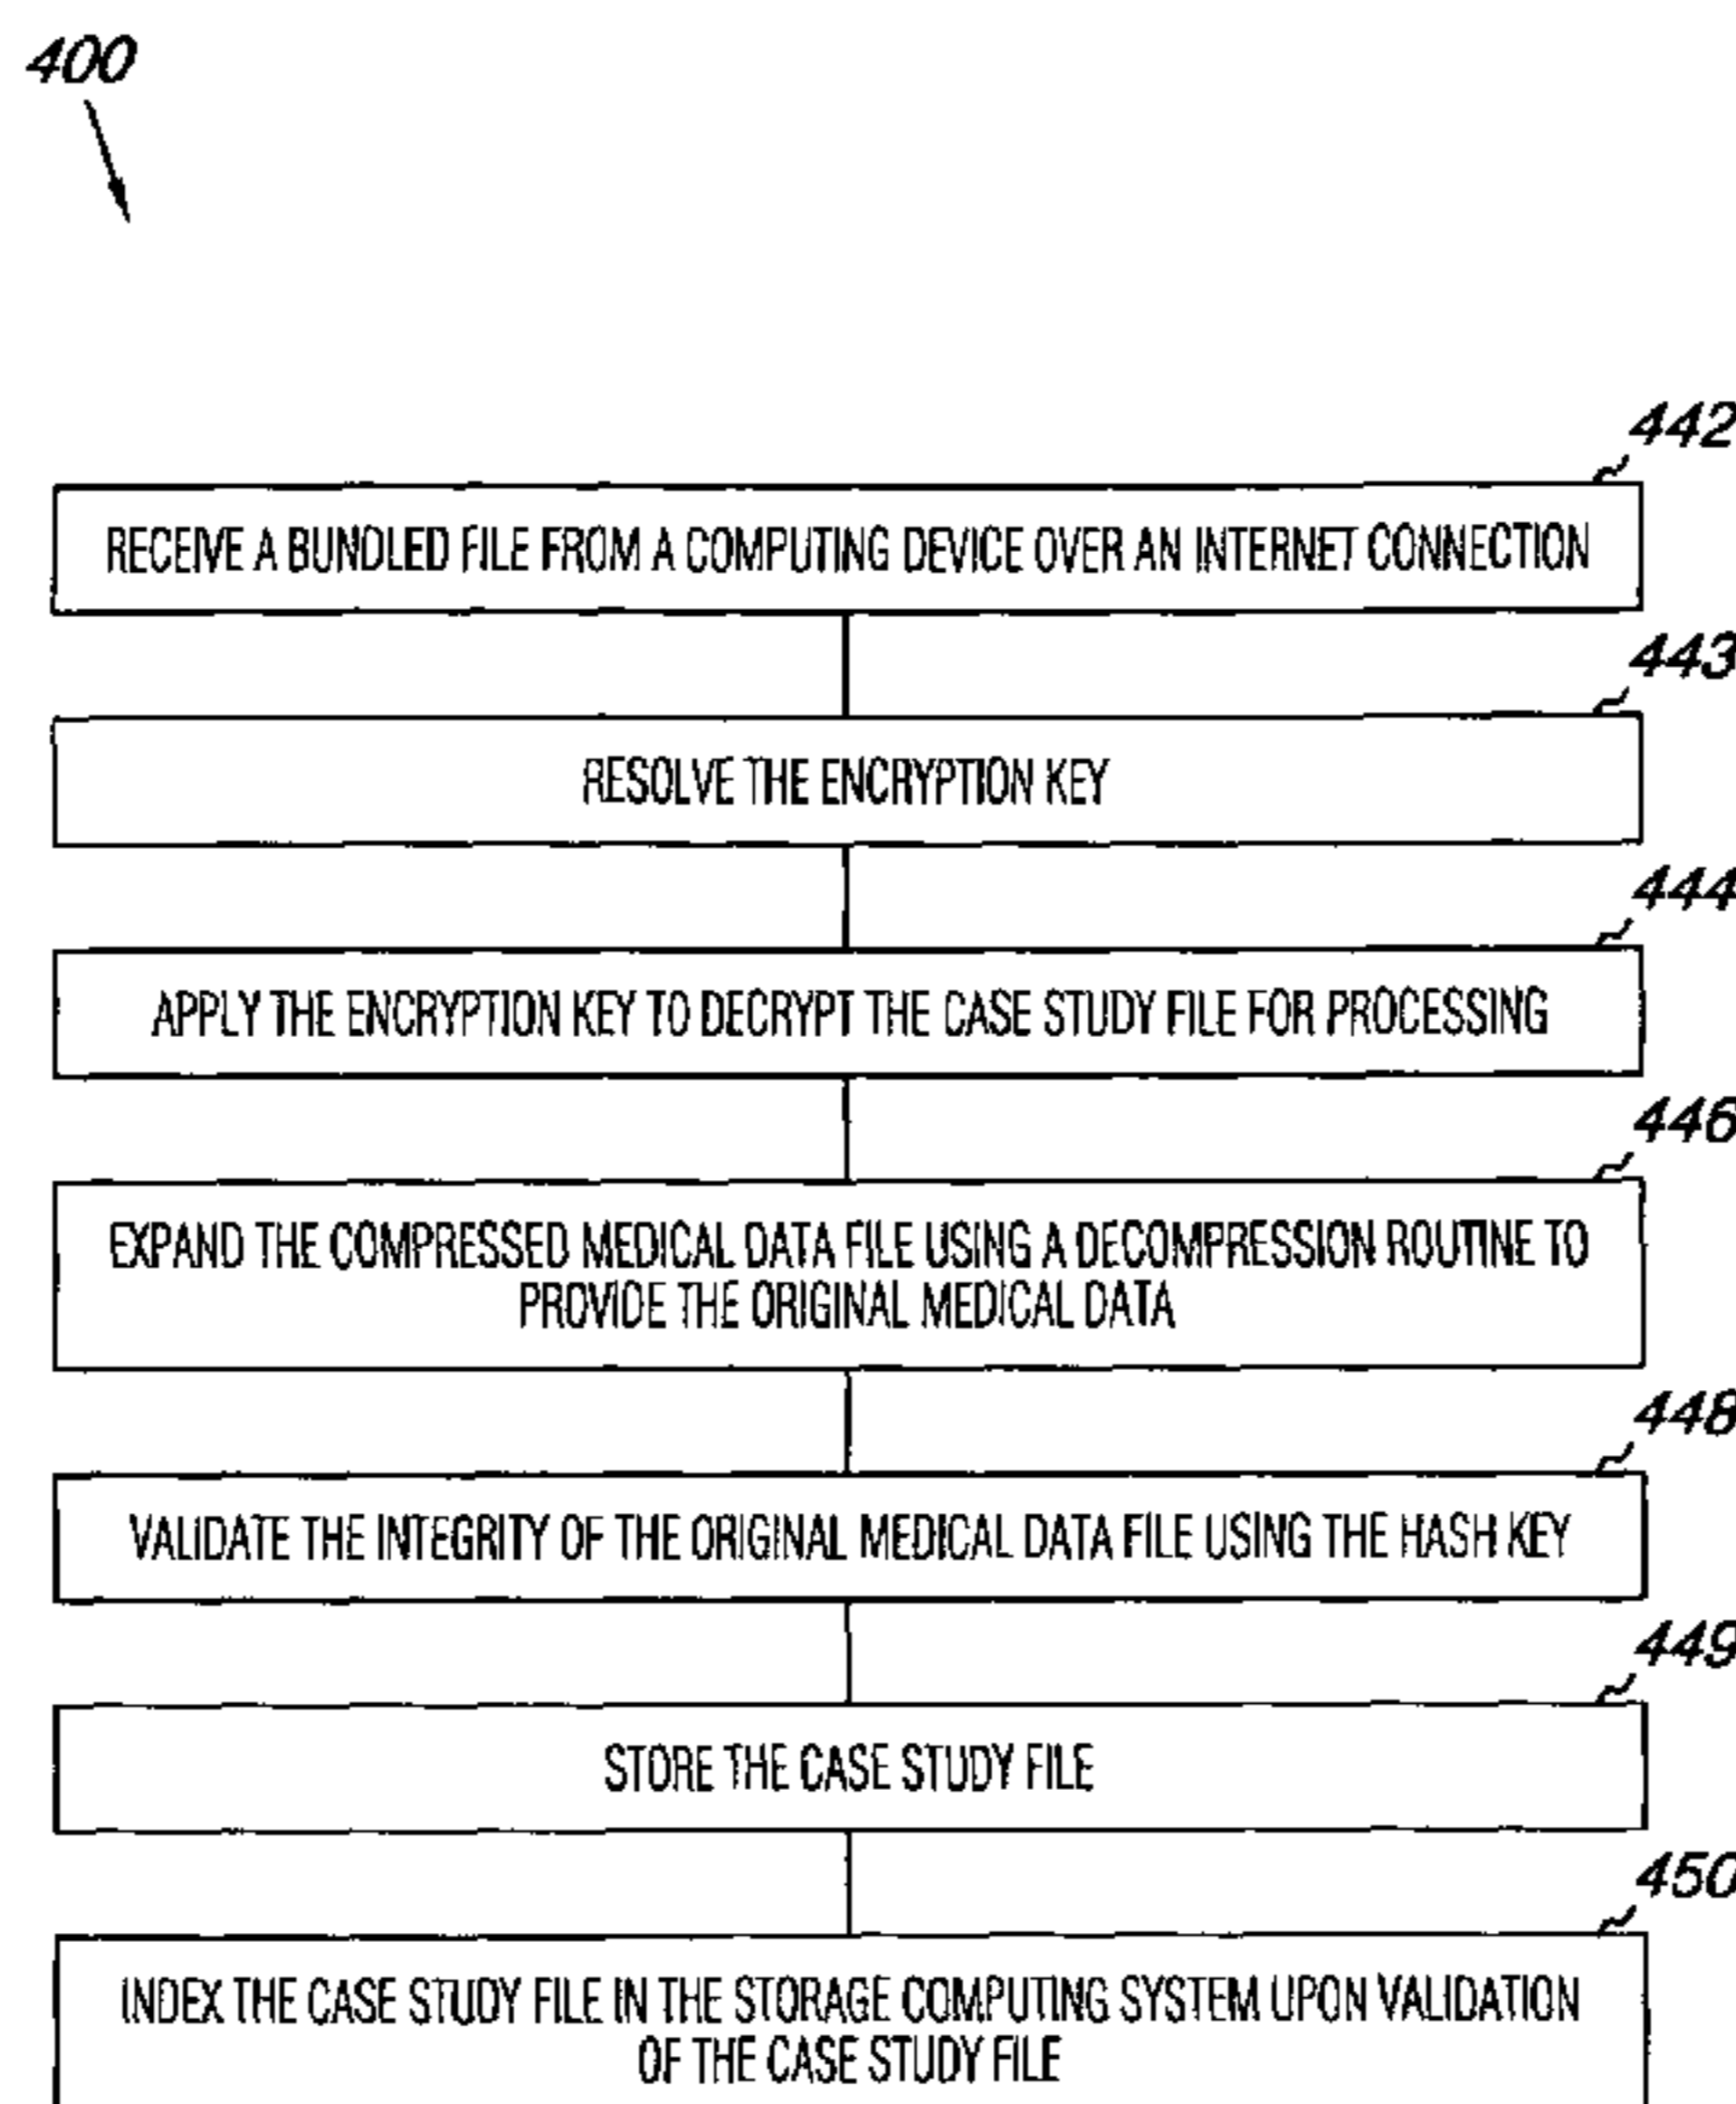 400
442
RECEIVE A BUNDLED FILE FROM A COMPUTING DEVICE OVER AN INTERNET CONNECTION
443
RESOLVE THE ENCRYPTION KEY
444
APPLY THE ENCRYPTION KEY TO DECRYPT THE CASE STUDY FILE FOR PROCESSING
446
EXPAND THE COMPRESSED MEDICAL DATA FILE USING A DECOMPRESSION ROUTINE TO
PROVIDE THE ORIGINAL MEDICAL DATA
448
VALIDATE THE INTEGRITY OF THE ORIGINAL MEDICAL DATA FILE USING THE HASH KEY
449
STORE THE CASE STUDY FILE
450
INDEX THE CASE STUDY FILE IN THE STORAGE COMPUTING SYSTEM UPON VALIDATION
OF THE CASE STUDY FILE